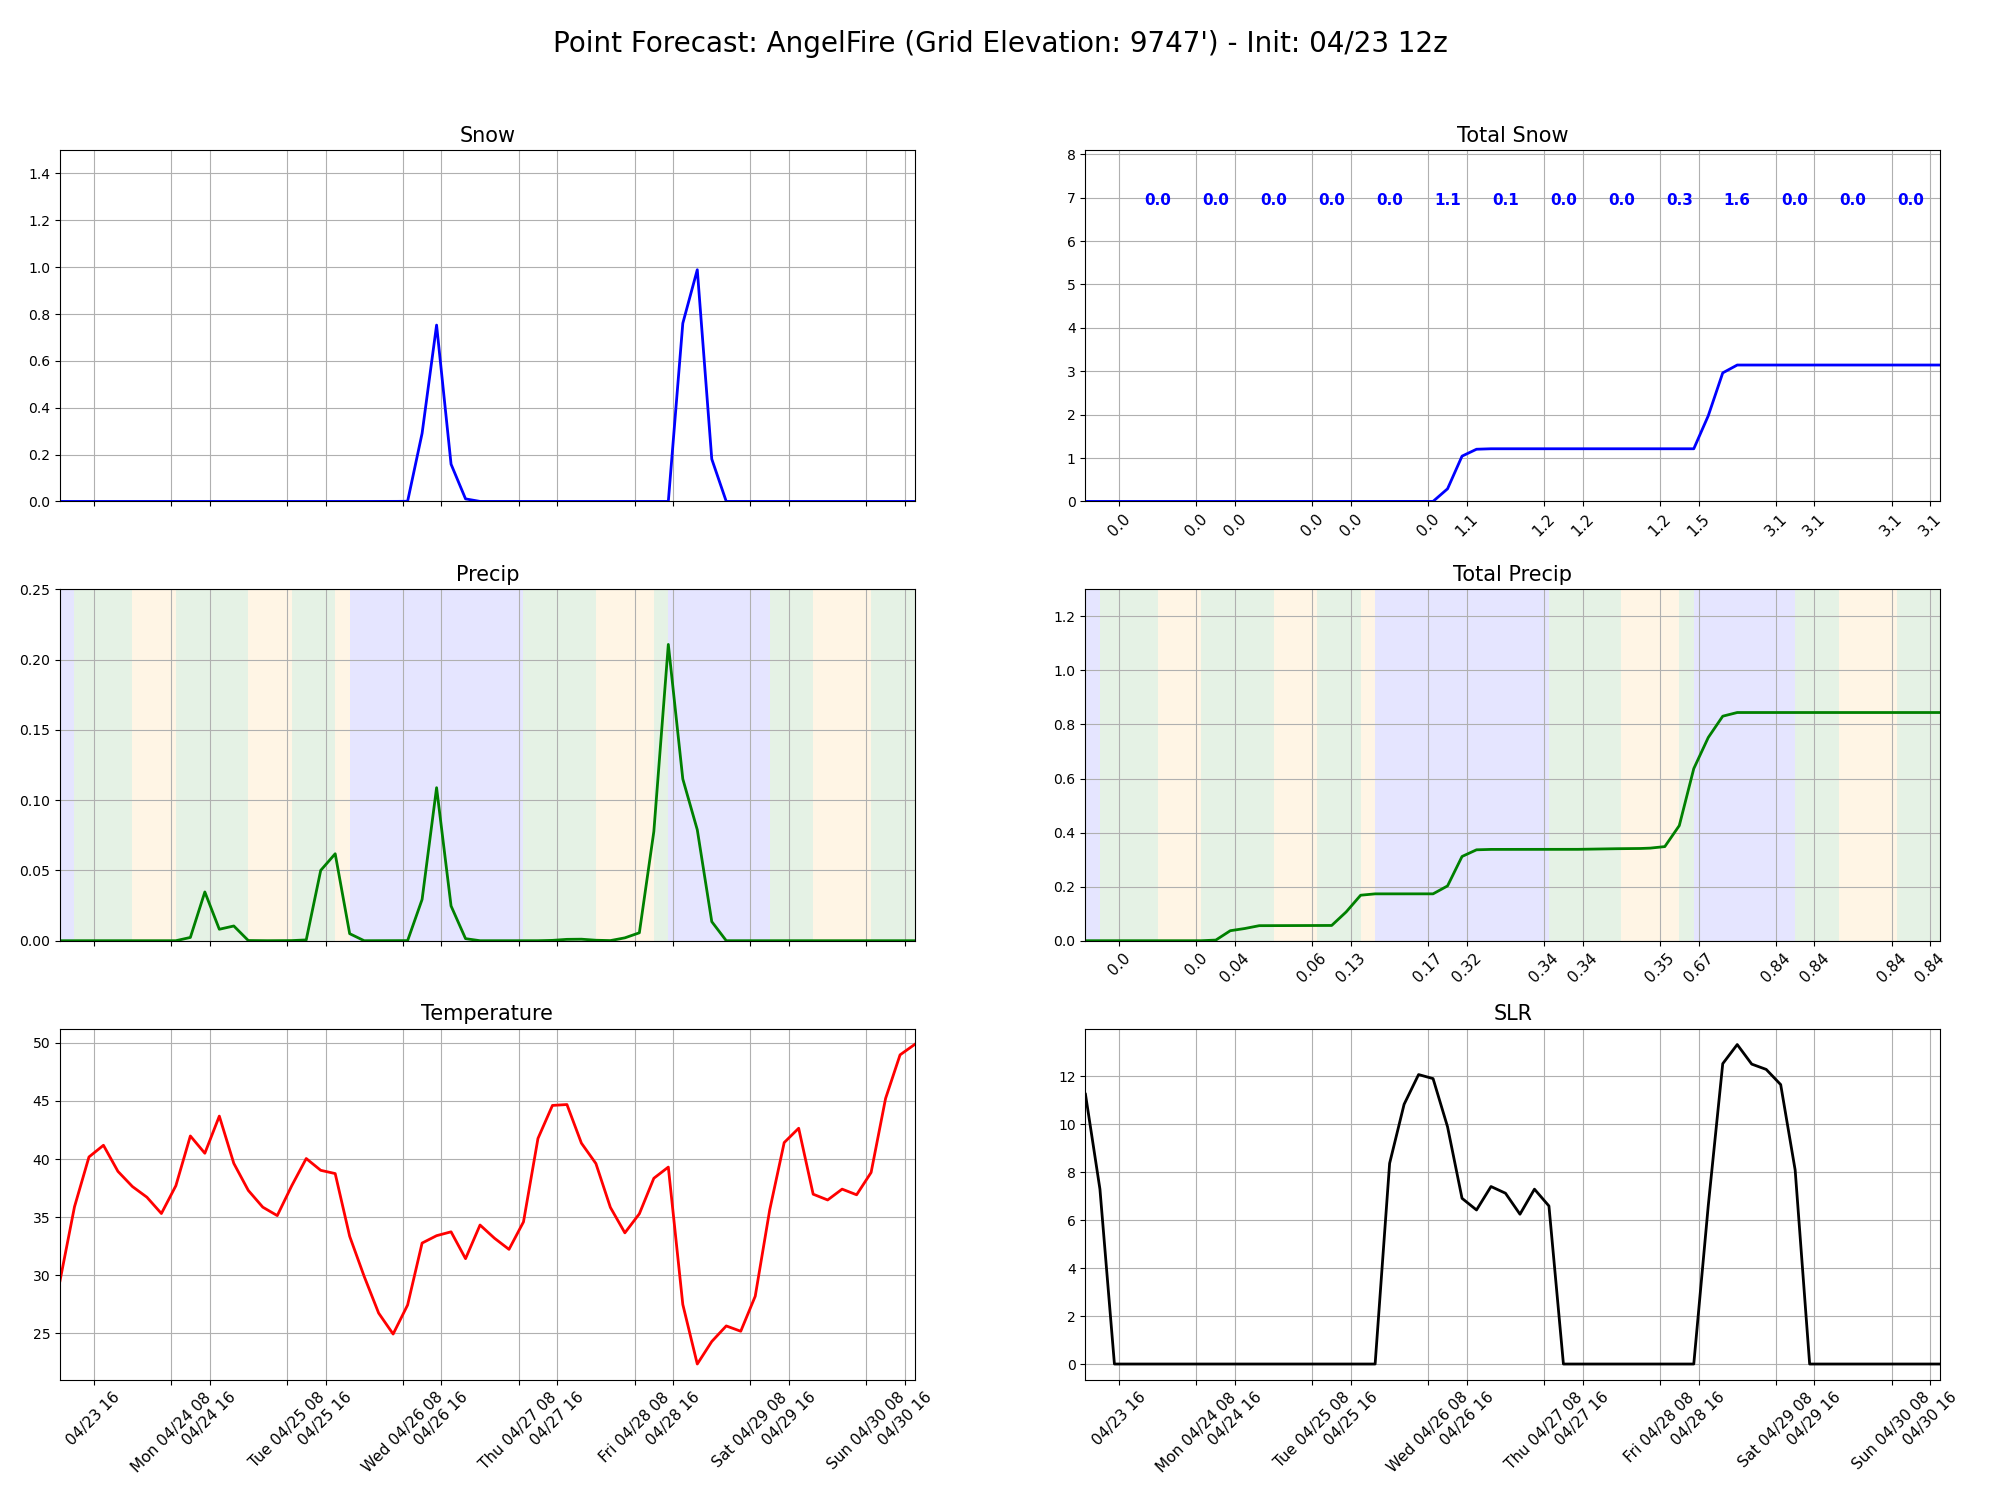 Point Forecast: AngelFire (Grid Elevation: 9747') - Init: 04/23 12z
Snow
1.4
1.2
1.0
0.8
0.6
0.4
0.2
0.0
Total Snow
8
7
6
5
4
3
2
1
0
0.0 0.0 0.0 0.0 0.0 1.1 0.1 0.0 0.0 0.3 1.6 0.0 0.0 0.0
0.0 0.0 0.0 0.0 0.0 0.0 1.1 1.2 1.2 1.2 1.5 3.1 3.1 3.1 3.1
Precip
0.25
0.20
0.15
0.10
0.05
0.00
Total Precip
1.2
1.0
0.8
0.6
0.4
0.2
0.0
0.0 0.0 0.04 0.06 0.13 0.17 0.32 0.34 0.34 0.35 0.67 0.84 0.84 0.84 0.84
Temperature
50
45
40
35
30
25
04/23 16
Mon 04/24 08
04/24 16
Tue 04/25 08
04/25 16
Wed 04/26 08
04/26 16
Thu 04/27 08
04/27 16
Fri 04/28 08
04/28 16
Sat 04/29 08
04/29 16
Sun 04/30 08
04/30 16
SLR
12
10
8
6
4
2
0
04/23 16
Mon 04/24 08
04/24 16
Tue 04/25 08
04/25 16
Wed 04/26 08
04/26 16
Thu 04/27 08
04/27 16
Fri 04/28 08
04/28 16
Sat 04/29 08
04/29 16
Sun 04/30 08
04/30 16